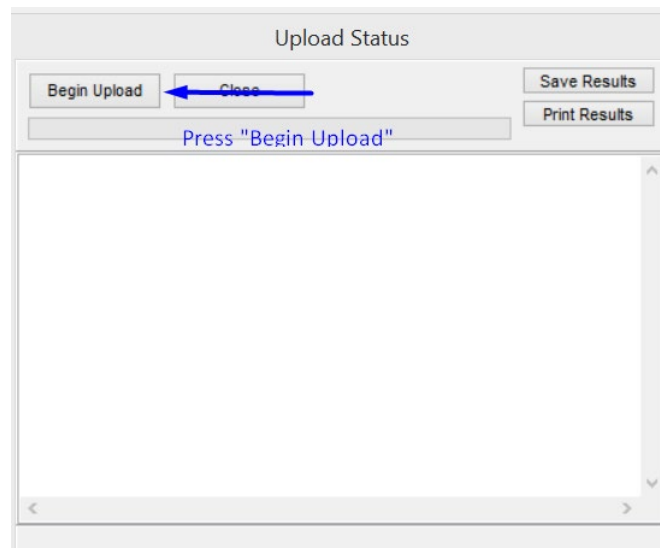 Upload Status
Begin Upload
Close
Save Results
Print Results
Press "Begin Upload"